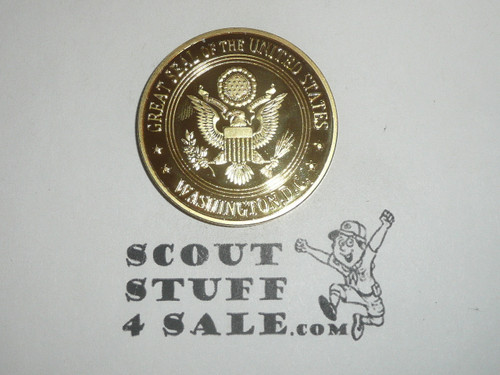 GREAT SEAL OF THE UNITED STATES
WASHINGTON, D.C.
SCOUT
STUFF
4 SALE.COM